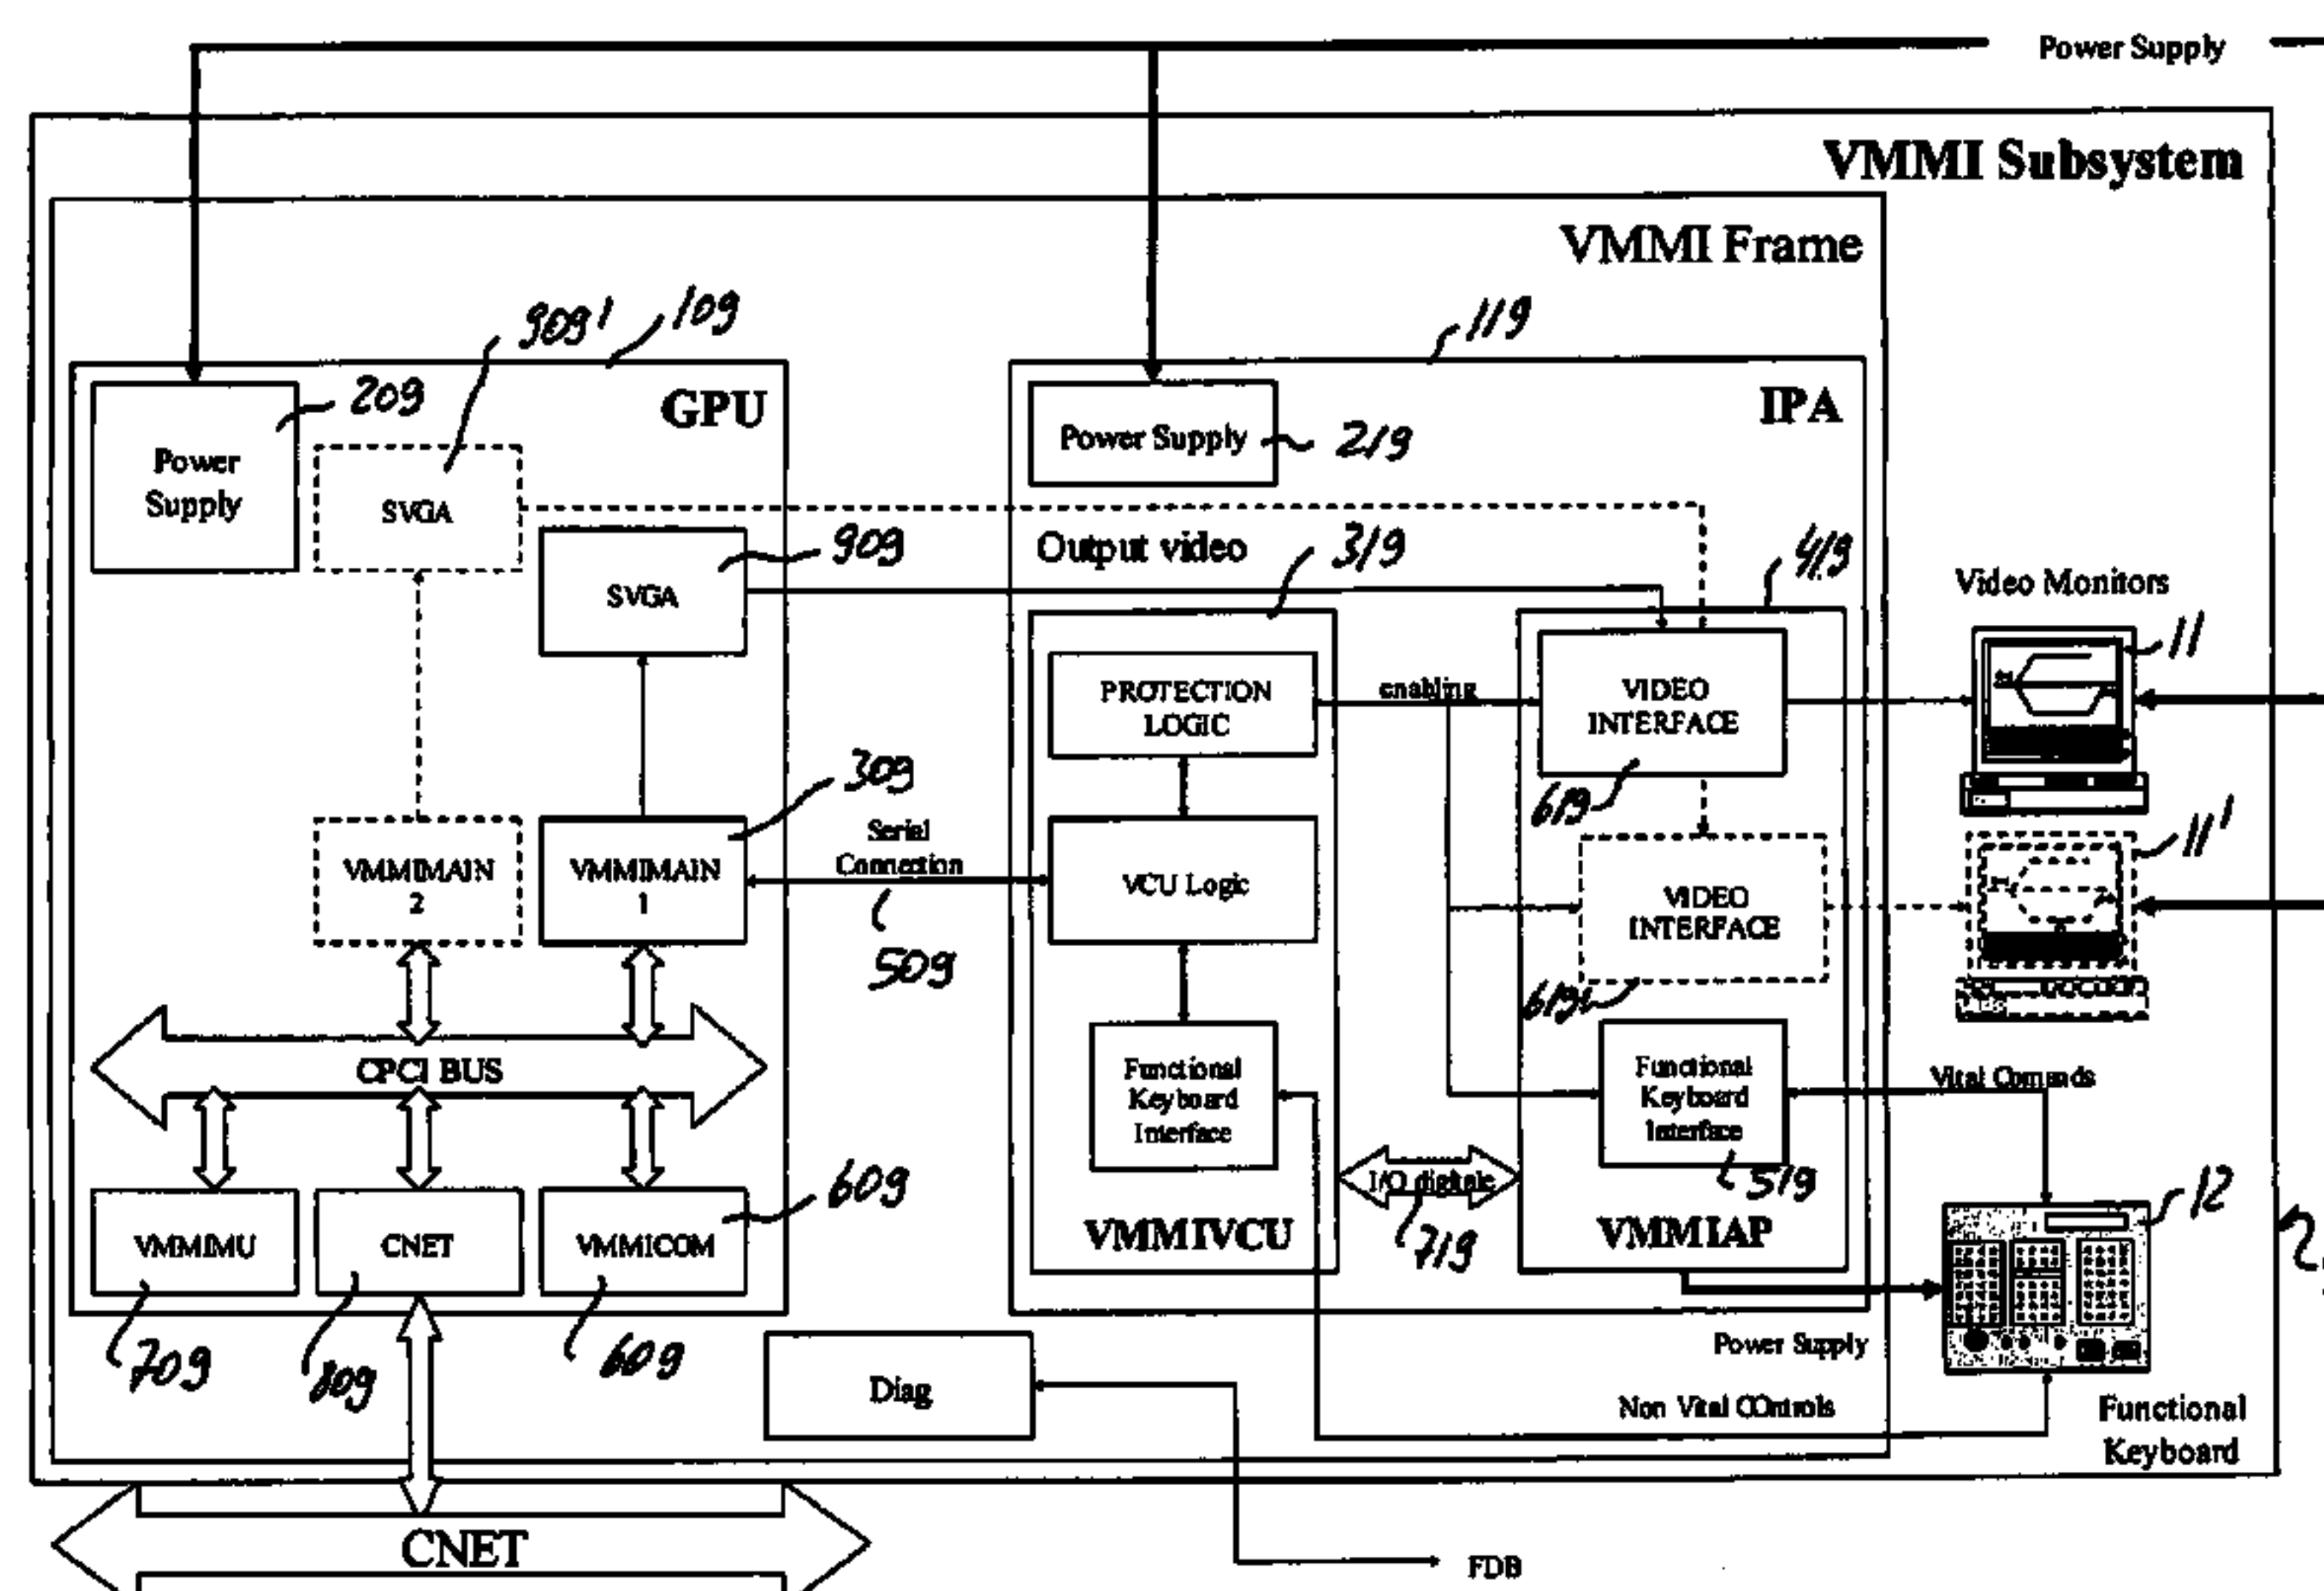 Power Supply
VMMI Subsystem
VMMI Frame
909'
109
119
GPU
IPA
209
Power
Supply
Power Supply
219
SVGA
909
SVGA
Output video
319
419
Video Monitors
11
PROTECTION
LOGIC
enabling
VIDEO
INTERFACE
619
309
VMMIMAIN
2
VMMIMAIN
1
Serial
Connection
509
VCU Logic
VIDEO
INTERFACE
11'
CPCI BUS
Functional
Keyboard
Interface
Functional
Keyboard
Interface
519
Vital Comands
I/O digitale
719
VMMIVCU
VMMIAP
12
VMMIMU
CNET
VMMICOM
609
709
809
609
Diag
Power Supply
Non Vital COntrols
Functional
Keyboard
CNET
FDB